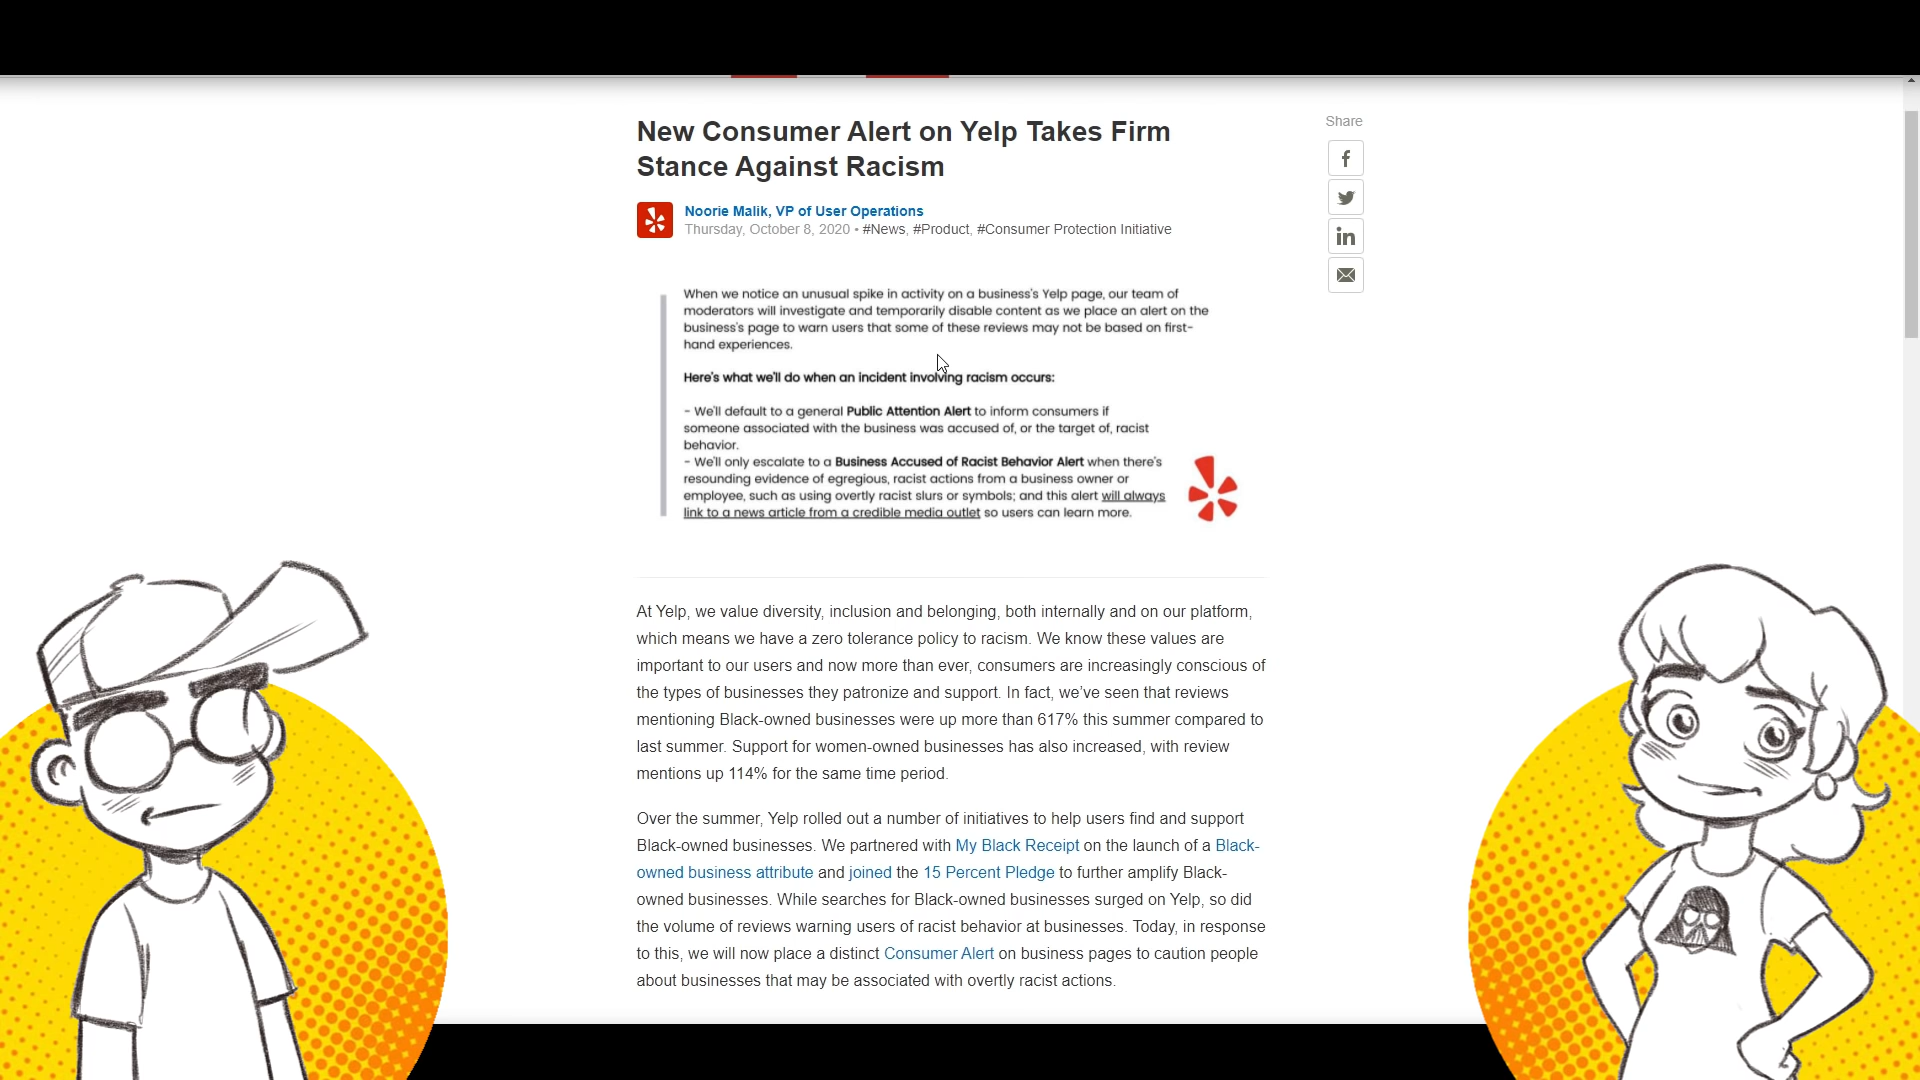 New Consumer Alert on Yelp Takes Firm
Stance Against Racism
Share
Noorie Malik, VP of User Operations
Thursday, October 8, 2020 • #News, #Product, #Consumer Protection Initiative
When we notice an unusual spike in activity on a business's Yelp page, our team of
moderators will investigate and temporarily disable content as we place an alert on the
business's page to warn users that some of these reviews may not be based on first-
hand experiences.
Here's what we'll do when an incident involving racism occurs:
- We'll default to a general Public Attention Alert to inform consumers if
someone associated with the business was accused of, or the target of, racist
behavior.
- We'll only escalate to a Business Accused of Racist Behavior Alert when there's
resounding evidence of egregious, racist actions from a business owner or
employee, such as using overtly racist slurs or symbols; and this alert will always
link to a news article from a credible media outlet so users can learn more.
At Yelp, we value diversity, inclusion and belonging, both internally and on our platform,
which means we have a zero tolerance policy to racism. We know these values are
important to our users and now more than ever, consumers are increasingly conscious of
the types of businesses they patronize and support. In fact, we’ve seen that reviews
mentioning Black-owned businesses were up more than 617% this summer compared to
last summer. Support for women-owned businesses has also increased, with review
mentions up 114% for the same time period.
Over the summer, Yelp rolled out a number of initiatives to help users find and support
Black-owned businesses. We partnered with My Black Receipt on the launch of a Black-
owned business attribute and joined the 15 Percent Pledge to further amplify Black-
owned businesses. While searches for Black-owned businesses surged on Yelp, so did
the volume of reviews warning users of racist behavior at businesses. Today, in response
to this, we will now place a distinct Consumer Alert on business pages to caution people
about businesses that may be associated with overtly racist actions.